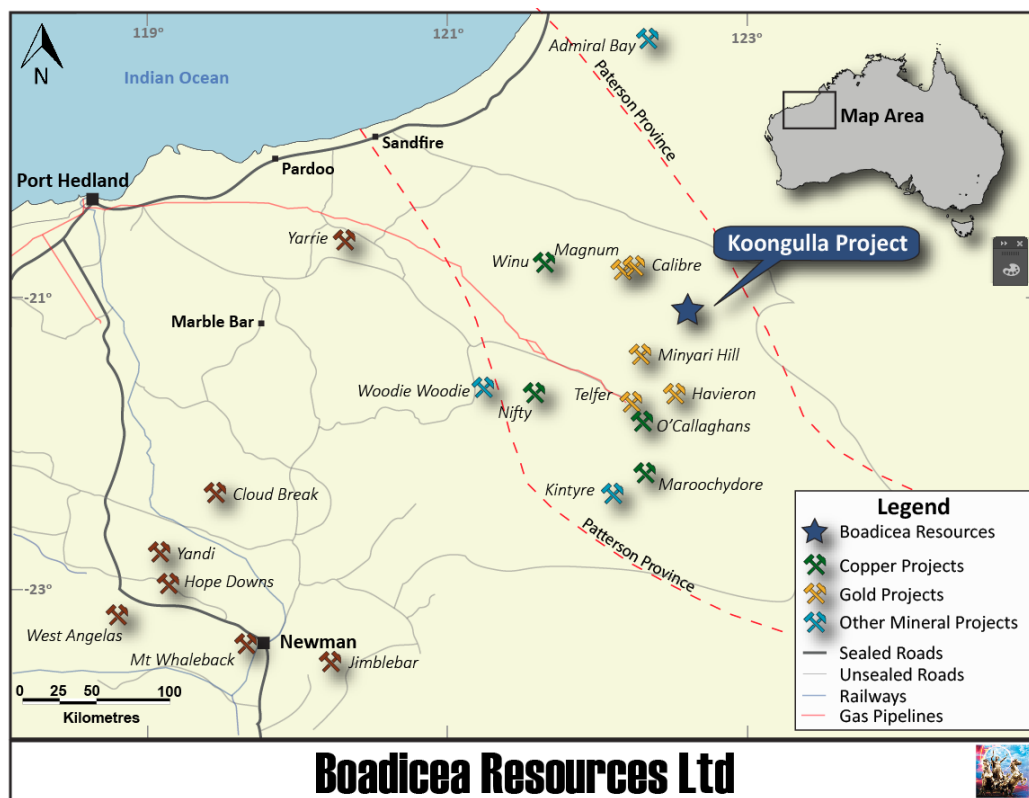 119°
121°
123°
N
Indian Ocean
Admiral Bay
Paterson Province
Map Area
Sandfire
Pardoo
Port Hedland
Yarrie
Winu
Magnum
Calibre
Koongulla Project
-21°
-21°
Marble Bar
Minyari Hill
Woodie Woodie
Nifty
Telfer
Havieron
O'Callaghans
Maroochydore
Kintyre
Cloud Break
Patterson Province
Yandi
Hope Downs
-23°
West Angelas
Mt Whaleback
Newman
Jimblebar
0 25 50 100
Kilometres
Legend
Boadicea Resources
Copper Projects
Gold Projects
Other Mineral Projects
Sealed Roads
Unsealed Roads
Railways
Gas Pipelines
Boadicea Resources Ltd